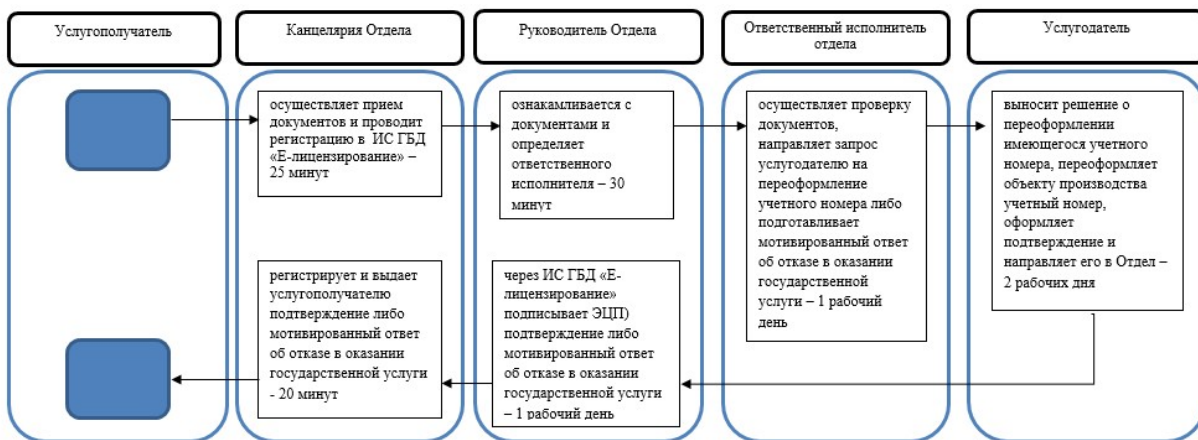 Услугополучатель
Канцелярия Отдела
Руководитель Отдела
Ответственный исполнитель
отдела
Услугодатель
осуществляет прием
документов и проводит
регистрацию в ИС ГБД
«Е-лицензирование» –
25 минут
ознакамливается с
документами и
определяет
ответственного
исполнителя – 30
минут
осуществляет проверку
документов,
направляет запрос
услугодателю на
переоформление
учетного номера либо
подготавливает
мотивированный ответ
об отказе в оказании
государственной
услуги – 1 рабочий
день
выносит решение о
переоформлении
имеющегося учетного
номера, переоформляет
объекту производства
учетный номер,
оформляет
подтверждение и
направляет его в Отдел –
2 рабочих дня
через ИС ГБД «Е-
лицензирование»
подписывает ЭЦП)
подтверждение либо
мотивированный ответ
об отказе в оказании
государственной услуги
– 1 рабочий день
регистрирует и выдает
услугополучателю
подтверждение либо
мотивированный ответ
об отказе в оказании
государственной услуги
- 20 минут